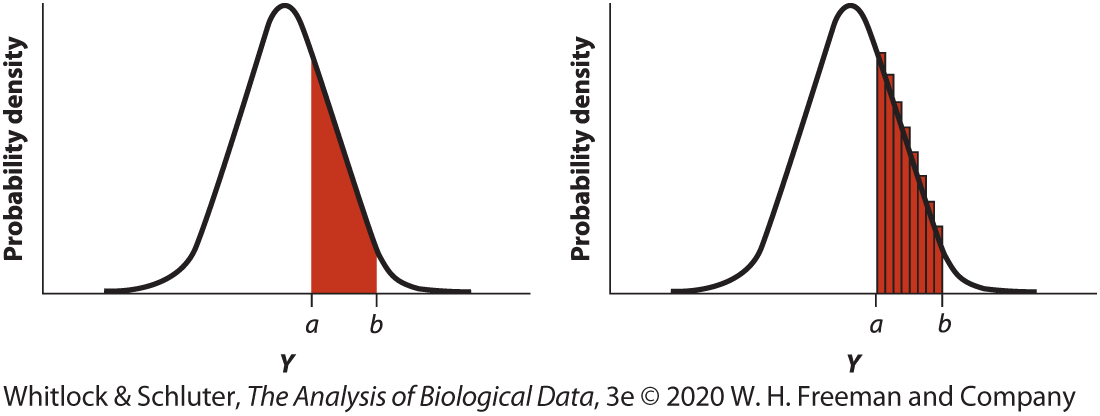 Probability density
a
b
Y
Probability density
a
b
Y
Whitlock & Schluter, The Analysis of Biological Data, 3e © 2020 W. H. Freeman and Company